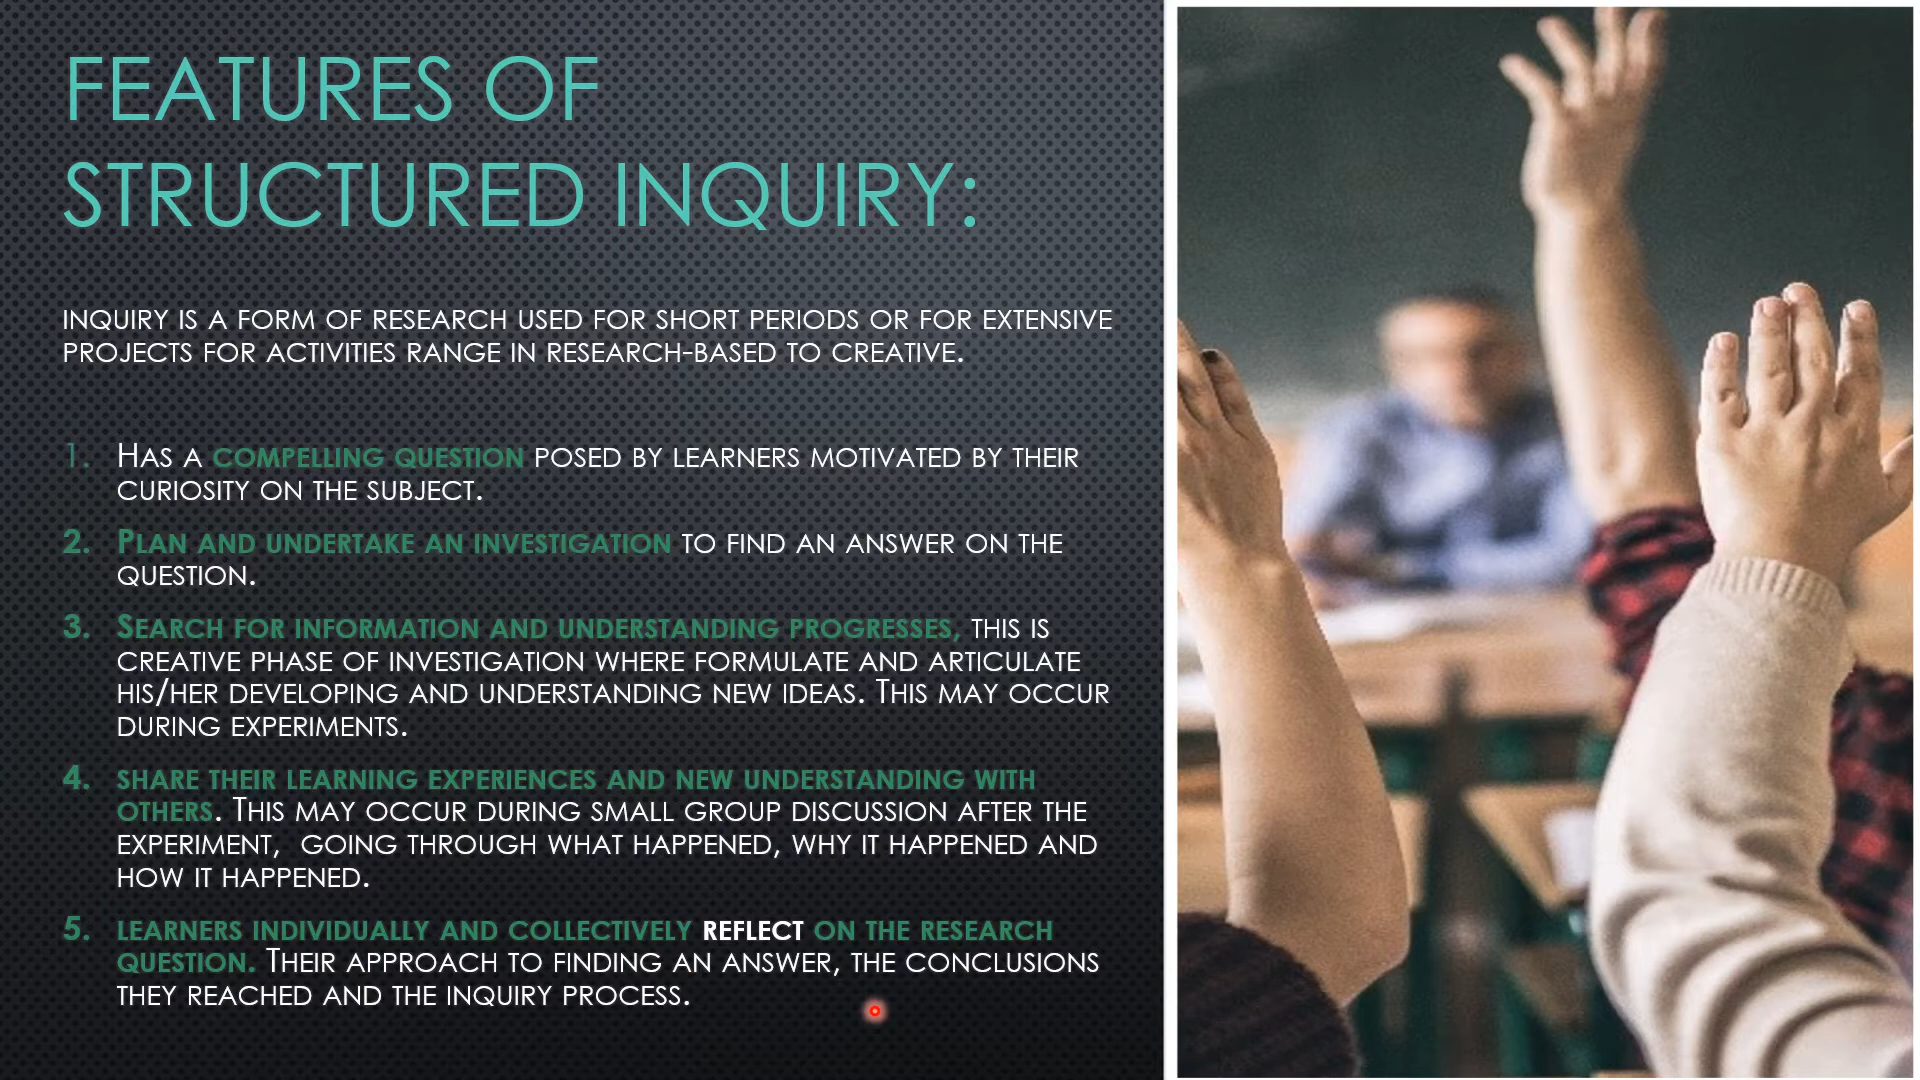 FEATURES OF
STRUCTURED INQUIRY:
INQUIRY IS A FORM OF RESEARCH USED FOR SHORT PERIODS OR FOR EXTENSIVE
PROJECTS FOR ACTIVITIES RANGE IN RESEARCH-BASED TO CREATIVE.
1. HAS A COMPELLING QUESTION POSED BY LEARNERS MOTIVATED BY THEIR
CURIOSITY ON THE SUBJECT.
2. PLAN AND UNDERTAKE AN INVESTIGATION TO FIND AN ANSWER ON THE
QUESTION.
3. SEARCH FOR INFORMATION AND UNDERSTANDING PROGRESSES, THIS IS
CREATIVE PHASE OF INVESTIGATION WHERE FORMULATE AND ARTICULATE
HIS/HER DEVELOPING AND UNDERSTANDING NEW IDEAS. THIS MAY OCCUR
DURING EXPERIMENTS.
4. SHARE THEIR LEARNING EXPERIENCES AND NEW UNDERSTANDING WITH
OTHERS. THIS MAY OCCUR DURING SMALL GROUP DISCUSSION AFTER THE
EXPERIMENT, GOING THROUGH WHAT HAPPENED, WHY IT HAPPENED AND
HOW IT HAPPENED.
5. LEARNERS INDIVIDUALLY AND COLLECTIVELY REFLECT ON THE RESEARCH
QUESTION. THEIR APPROACH TO FINDING AN ANSWER, THE CONCLUSIONS
THEY REACHED AND THE INQUIRY PROCESS.